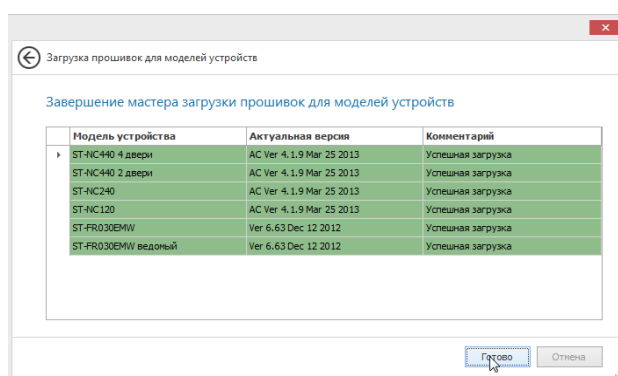 Загрузка прошивок для моделей устройств
Завершение мастера загрузки прошивок для моделей устройств
Модель устройства Актуальная версия Комментарий
ST-NC440 4 двери AC Ver 4.1.9 Mar 25 2013 Успешная загрузка
ST-NC440 2 двери AC Ver 4.1.9 Mar 25 2013 Успешная загрузка
ST-NC240 AC Ver 4.1.9 Mar 25 2013 Успешная загрузка
ST-NC120 AC Ver 4.1.9 Mar 25 2013 Успешная загрузка
ST-FR030EMW Ver 6.63 Dec 12 2012 Успешная загрузка
ST-FR030EMW ведомый Ver 6.63 Dec 12 2012 Успешная загрузка
Готово Отмена